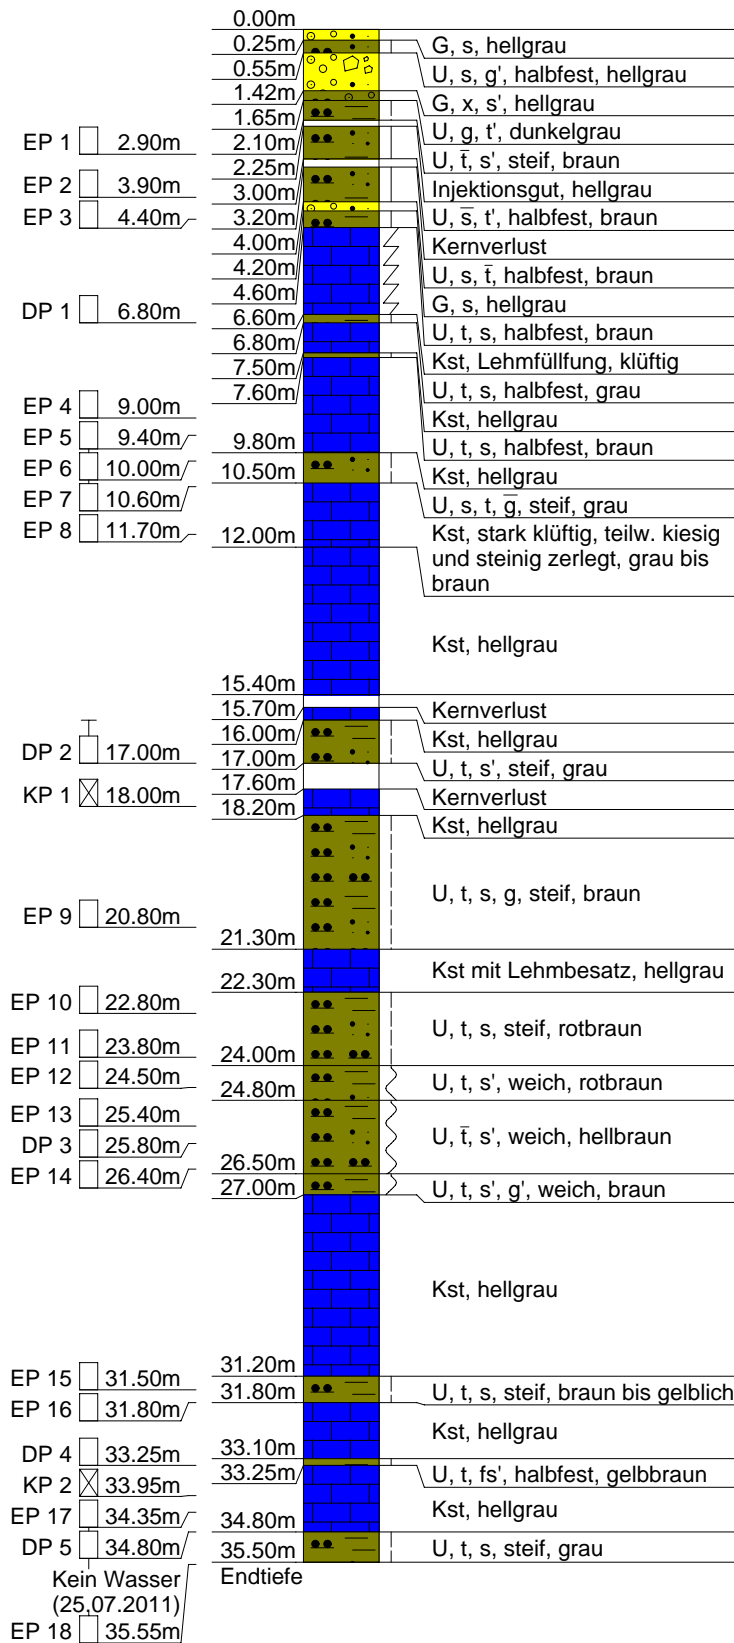 0.00m
0.25m
G, s, hellgrau
0.55m
U, s, g', halbfest, hellgrau
1.42m
G, x, s', hellgrau
1.65m
U, g, t', dunkelgrau
EP 1 2.90m
2.10m
U, t̅, s', steif, braun
2.25m
EP 2 3.90m
3.00m
Injektionsgut, hellgrau
EP 3 4.40m
3.20m
U, s̅, t', halbfest, braun
4.00m
Kernverlust
4.20m
U, s, t̅, halbfest, braun
4.60m
G, s, hellgrau
DP 1 6.80m
6.60m
U, t, s, halbfest, braun
6.80m
Kst, Lehmfüllfung, klüftig
7.50m
U, t, s, halbfest, grau
7.60m
EP 4 9.00m
Kst, hellgrau
EP 5 9.40m
9.80m
U, t, s, halbfest, braun
EP 6 10.00m
Kst, hellgrau
10.50m
EP 7 10.60m
U, s, t, g̅, steif, grau
EP 8 11.70m
12.00m
Kst, stark klüftig, teilw. kiesig
und steinig zerlegt, grau bis
braun
Kst, hellgrau
15.40m
15.70m
Kernverlust
16.00m
Kst, hellgrau
DP 2 17.00m
17.00m
U, t, s', steif, grau
17.60m
KP 1 18.00m
Kernverlust
18.20m
Kst, hellgrau
U, t, s, g, steif, braun
EP 9 20.80m
21.30m
Kst mit Lehmbesatz, hellgrau
22.30m
EP 10 22.80m
U, t, s, steif, rotbraun
EP 11 23.80m
24.00m
EP 12 24.50m
U, t, s', weich, rotbraun
24.80m
EP 13 25.40m
U, t̅, s', weich, hellbraun
DP 3 25.80m
26.50m
EP 14 26.40m
27.00m
U, t, s', g', weich, braun
Kst, hellgrau
31.20m
EP 15 31.50m
31.80m
U, t, s, steif, braun bis gelblich
EP 16 31.80m
Kst, hellgrau
33.10m
DP 4 33.25m
33.25m
U, t, fs', halbfest, gelbbraun
KP 2 33.95m
EP 17 34.35m
Kst, hellgrau
34.80m
DP 5 34.80m
35.50m
U, t, s, steif, grau
Endtiefe
Kein Wasser
(25.07.2011)
EP 18 35.55m